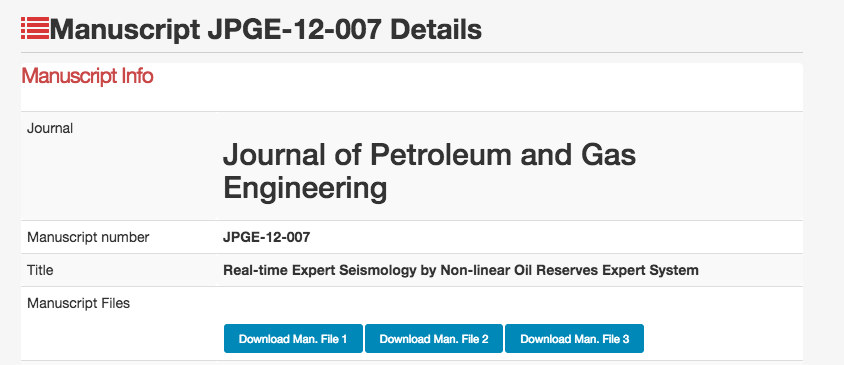 Manuscript JPGE-12-007 Details
Manuscript Info
Journal
Journal of Petroleum and Gas
Engineering
Manuscript number JPGE-12-007
Title Real-time Expert Seismology by Non-linear Oil Reserves Expert System
Manuscript Files
Download Man. File 1 Download Man. File 2 Download Man. File 3